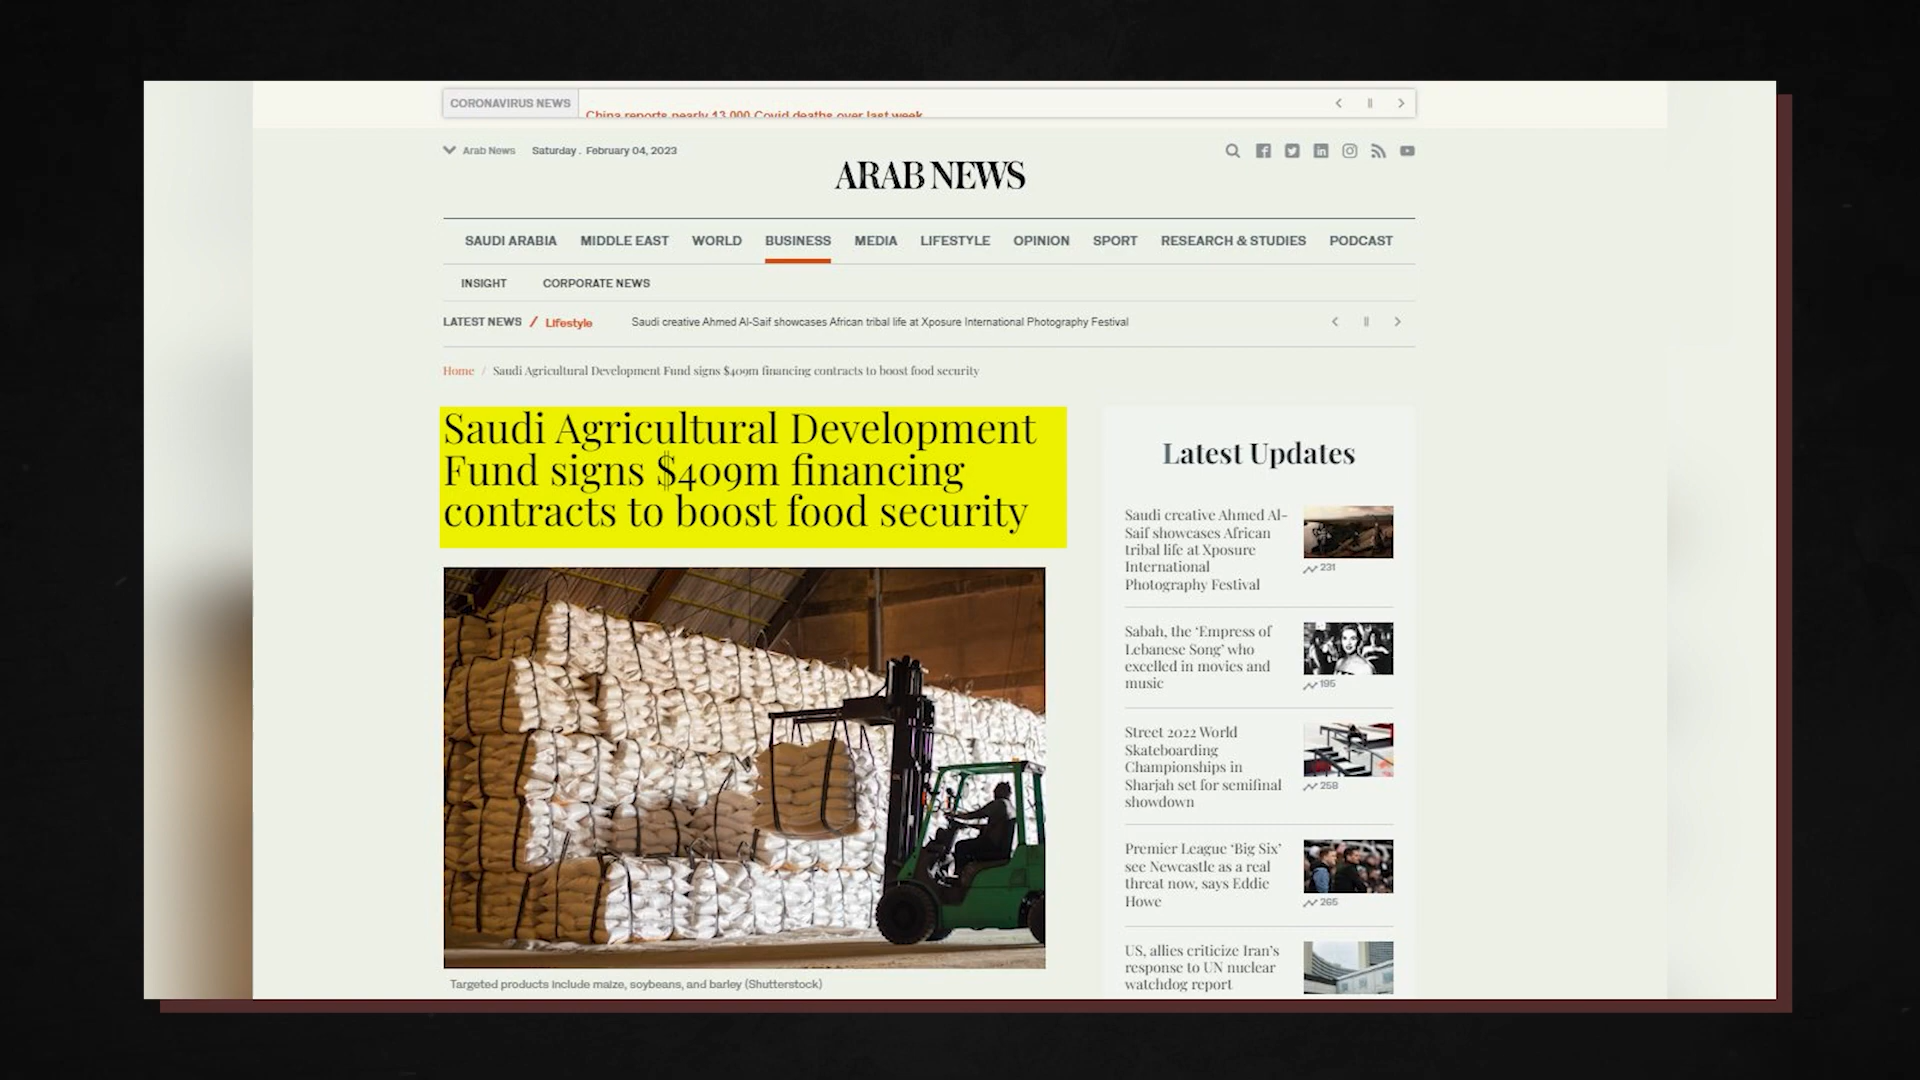 CORONAVIRUS NEWS
China reports nearly 13,000 Covid deaths over last week
Arab News Saturday . February 04, 2023
ARAB NEWS
SAUDI ARABIA MIDDLE EAST WORLD BUSINESS MEDIA LIFESTYLE OPINION SPORT RESEARCH & STUDIES PODCAST
INSIGHT CORPORATE NEWS
LATEST NEWS / Lifestyle Saudi creative Ahmed Al-Saif showcases African tribal life at Xposure International Photography Festival
Home / Saudi Agricultural Development Fund signs $409m financing contracts to boost food security
Saudi Agricultural Development
Fund signs $409m financing
contracts to boost food security
Targeted products include maize, soybeans, and barley (Shutterstock)
Latest Updates
Saudi creative Ahmed Al-
Saif showcases African
tribal life at Xposure
International
Photography Festival
231
Sabah, the ‘Empress of
Lebanese Song’ who
excelled in movies and
music
195
Street 2022 World
Skateboarding
Championships in
Sharjah set for semifinal
showdown
258
Premier League ‘Big Six’
see Newcastle as a real
threat now, says Eddie
Howe
265
US, allies criticize Iran’s
response to UN nuclear
watchdog report